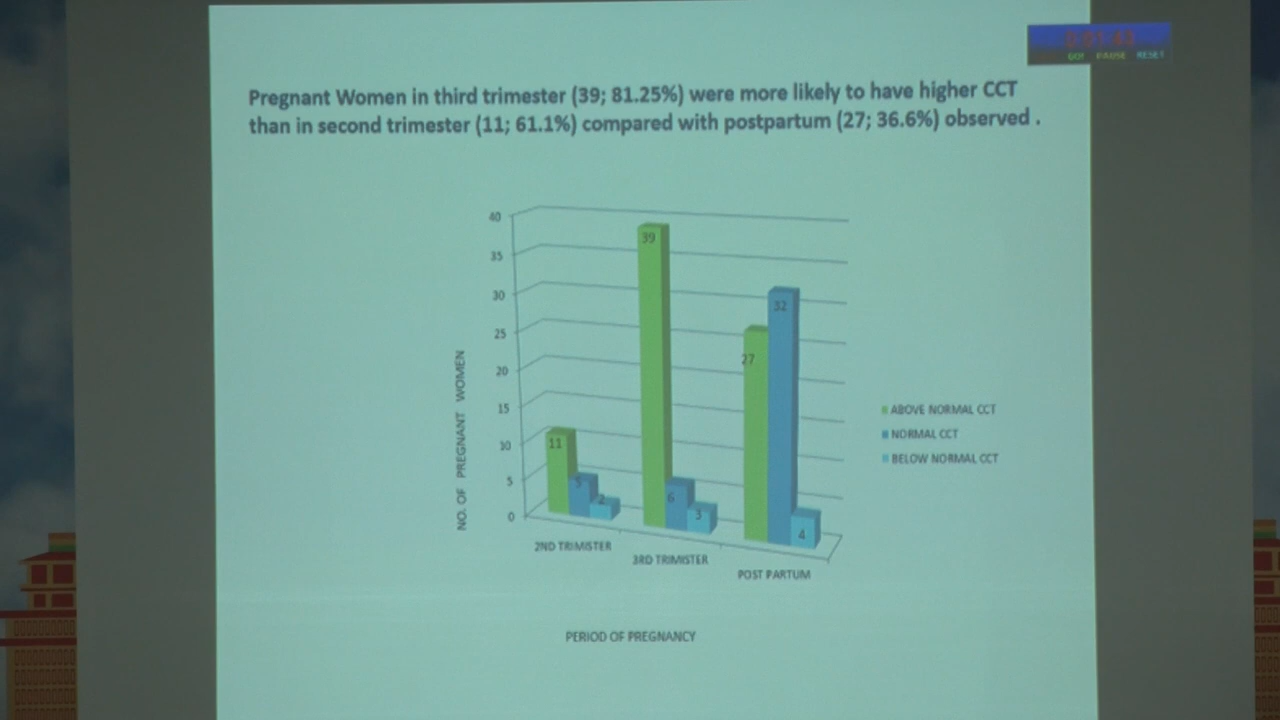 GO! PAUSE RESET
Pregnant Women in third trimester (39; 81.25%) were more likely to have higher CCT
than in second trimester (11; 61.1%) compared with postpartum (27; 36.6%) observed .
40
35
30
25
20
15
10
5
0
NO. OF PREGNANT WOMEN
11
5
2
39
6
3
27
32
4
2ND TRIMISTER
3RD TRIMISTER
POST PARTUM
PERIOD OF PREGNANCY
ABOVE NORMAL CCT
NORMAL CCT
BELOW NORMAL CCT